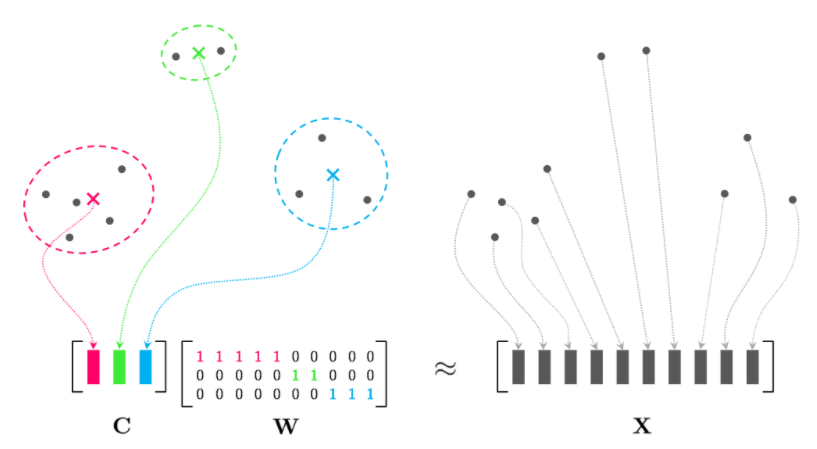 1 1 1 1 1 0 0 0 0 0
0 0 0 0 0 1 1 0 0 0
0 0 0 0 0 0 0 1 1 1
≈
C W X